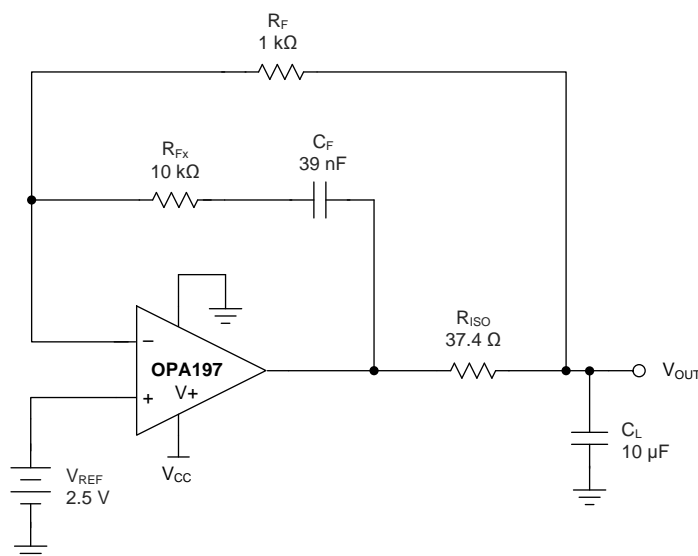 RF
1 kΩ
RFx
10 kΩ
CF
39 nF
–
OPA197
V+
+
VCC
VREF
2.5 V
RISO
37.4 Ω
VOUT
CL
10 µF